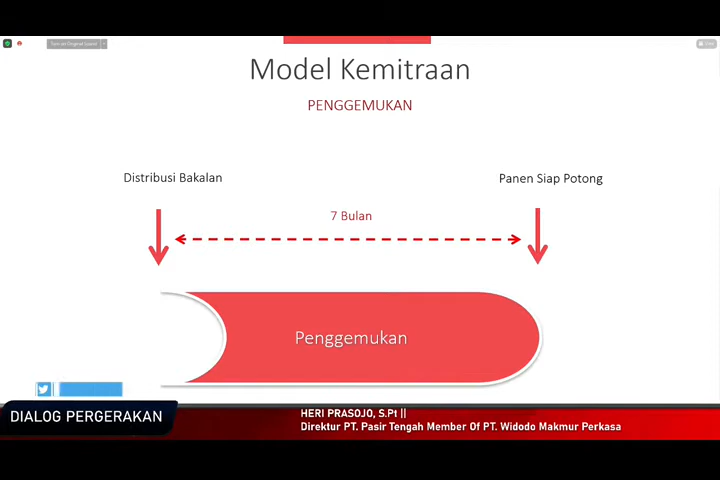 Model Kemitraan
PENGGEMUKAN
Distribusi Bakalan
Panen Siap Potong
7 Bulan
Penggemukan
DIALOG PERGERAKAN
HERI PRASOJO, S.Pt ||
Direktur PT. Pasir Tengah Member Of PT. Widodo Makmur Perkasa